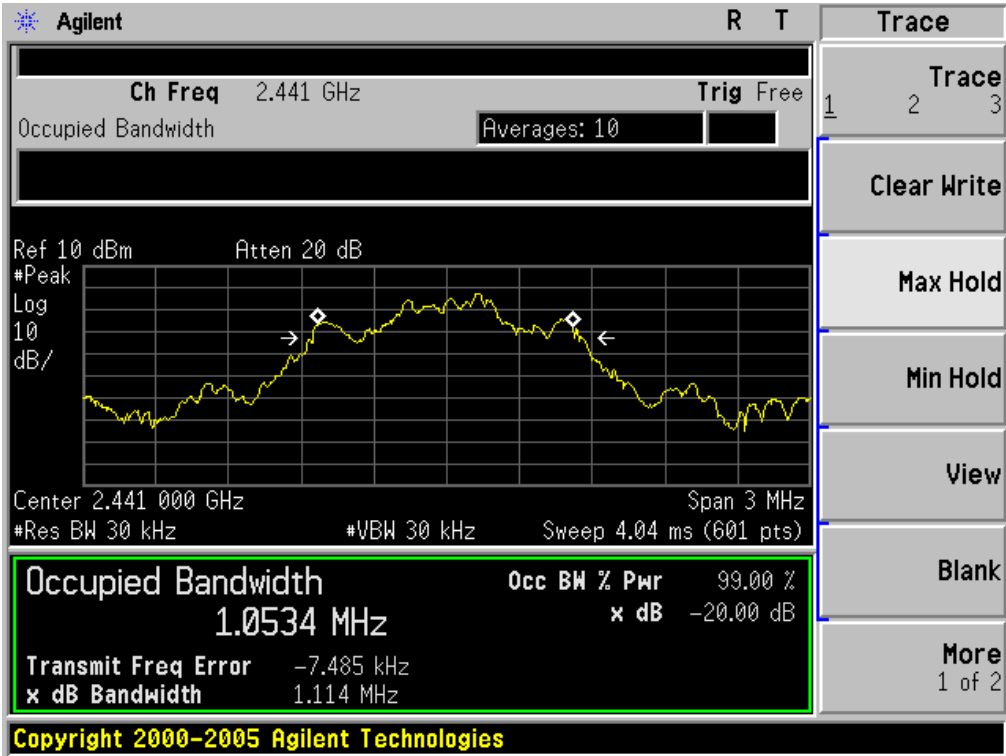 Agilent R T
Ch Freq 2.441 GHz Trig Free
Occupied Bandwidth Averages: 10
Ref 10 dBm Atten 20 dB
#Peak
Log
10
dB/
Center 2.441 000 GHz Span 3 MHz
#Res BW 30 kHz #VBW 30 kHz Sweep 4.04 ms (601 pts)
Occupied Bandwidth Occ BW % Pwr 99.00 %
1.0534 MHz x dB -20.00 dB
Transmit Freq Error -7.485 kHz
x dB Bandwidth 1.114 MHz
Copyright 2000-2005 Agilent Technologies
Trace
Trace
1 2 3
Clear Write
Max Hold
Min Hold
View
Blank
More
1 of 2